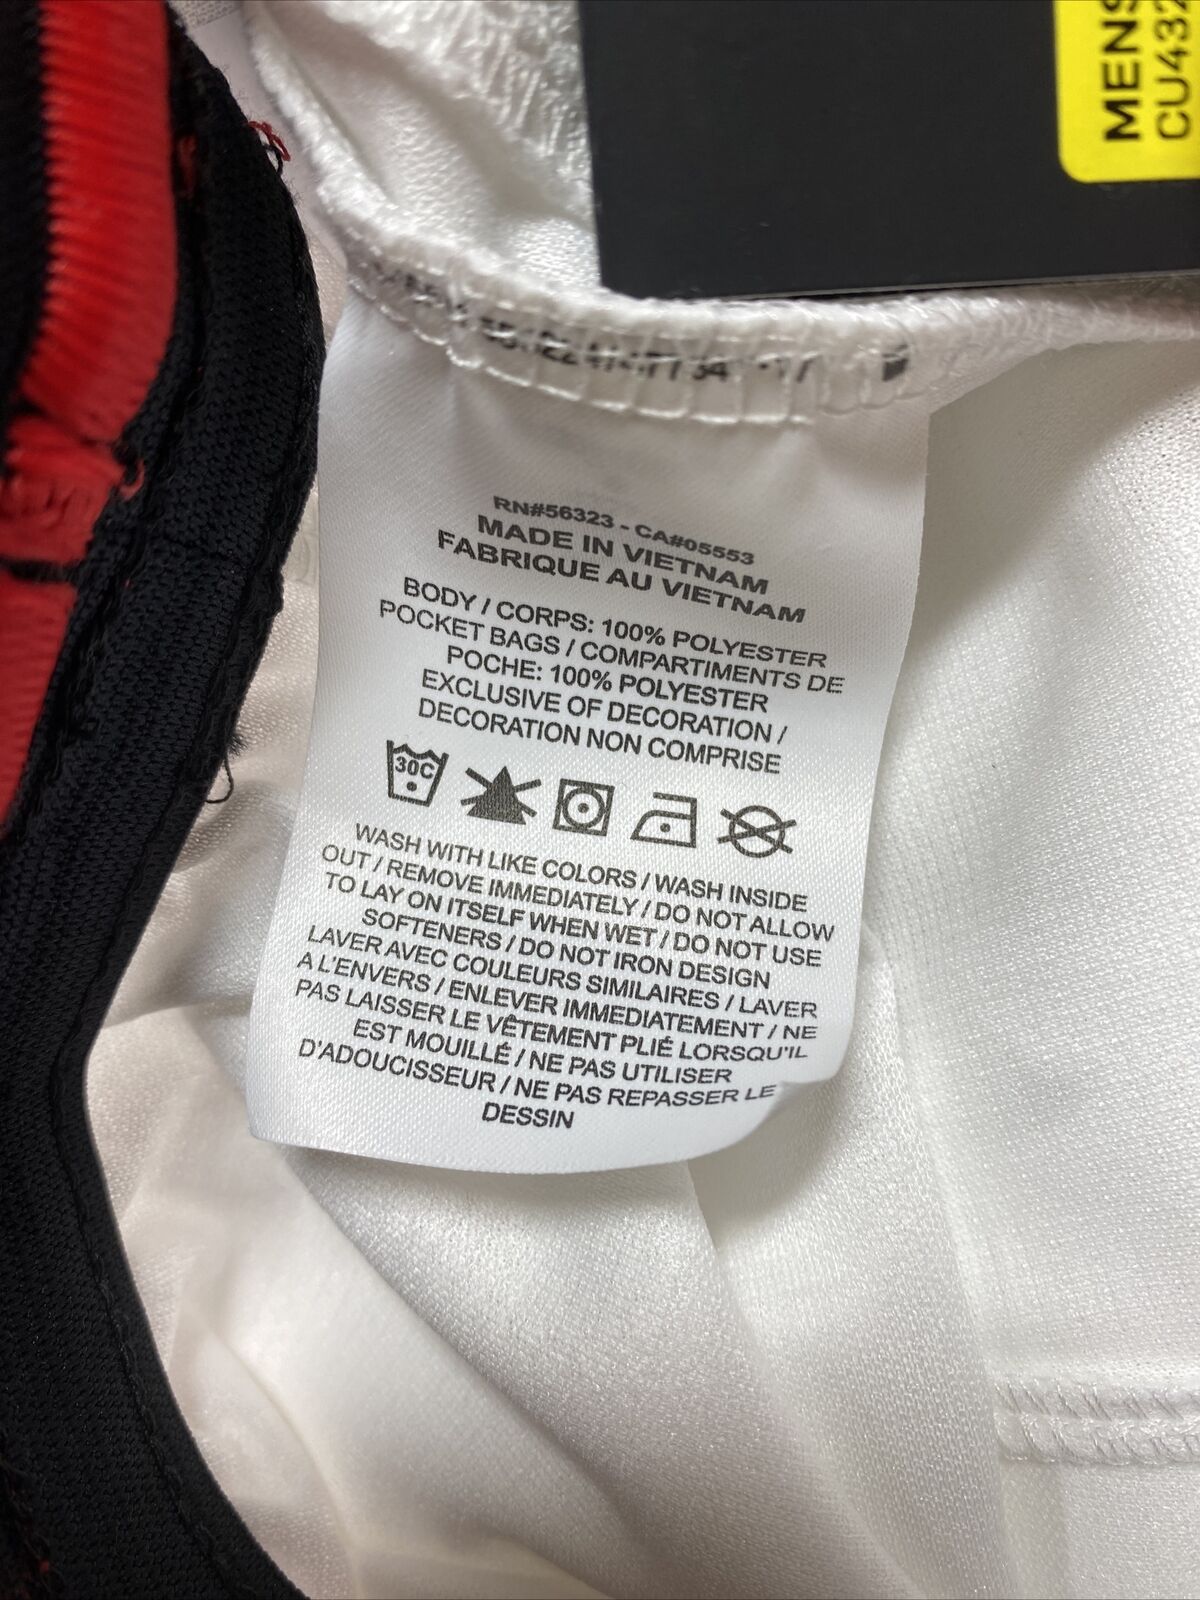 MENS
CU432
RN#56323 - CA#05553
MADE IN VIETNAM
FABRIQUE AU VIETNAM
BODY / CORPS: 100% POLYESTER
POCKET BAGS / COMPARTIMENTS DE
POCHE: 100% POLYESTER
EXCLUSIVE OF DECORATION /
DECORATION NON COMPRISE
30C
WASH WITH LIKE COLORS / WASH INSIDE
OUT / REMOVE IMMEDIATELY / DO NOT ALLOW
TO LAY ON ITSELF WHEN WET / DO NOT USE
SOFTENERS / DO NOT IRON DESIGN
LAVER AVEC COULEURS SIMILAIRES / LAVER
A L'ENVERS / ENLEVER IMMEDIATEMENT / NE
PAS LAISSER LE VÊTEMENT PLIÉ LORSQU'IL
EST MOUILLÉ / NE PAS UTILISER
D'ADOUCISSEUR / NE PAS REPASSER LE
DESSIN